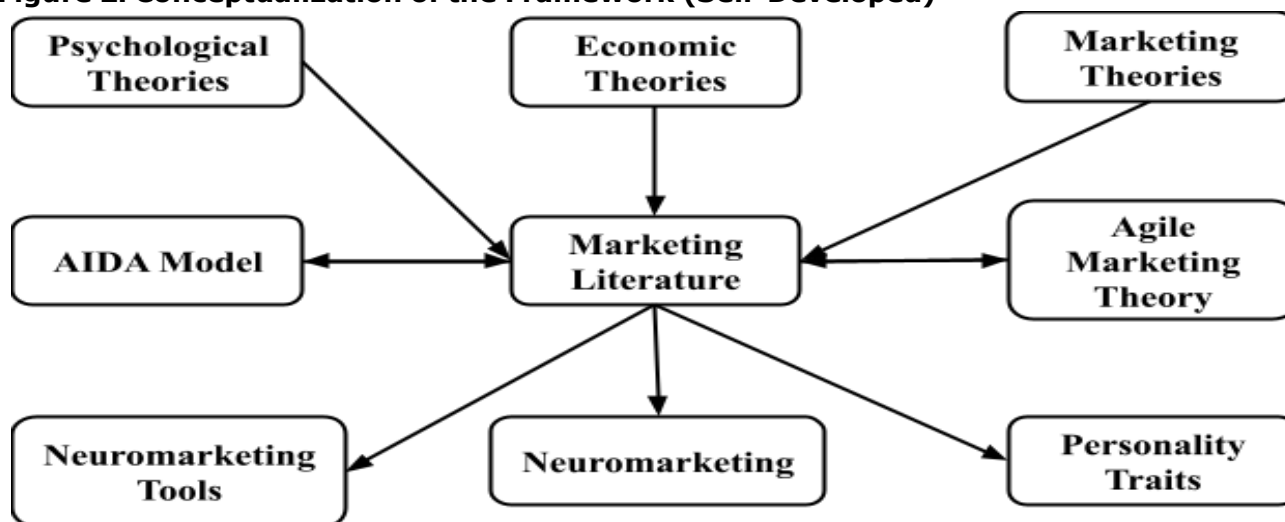 Figure 2. Conceptualization of the Framework (Self-Developed)
Psychological
Theories
Economic
Theories
Marketing
Theories
AIDA Model
Marketing
Literature
Agile
Marketing
Theory
Neuromarketing
Tools
Neuromarketing
Personality
Traits